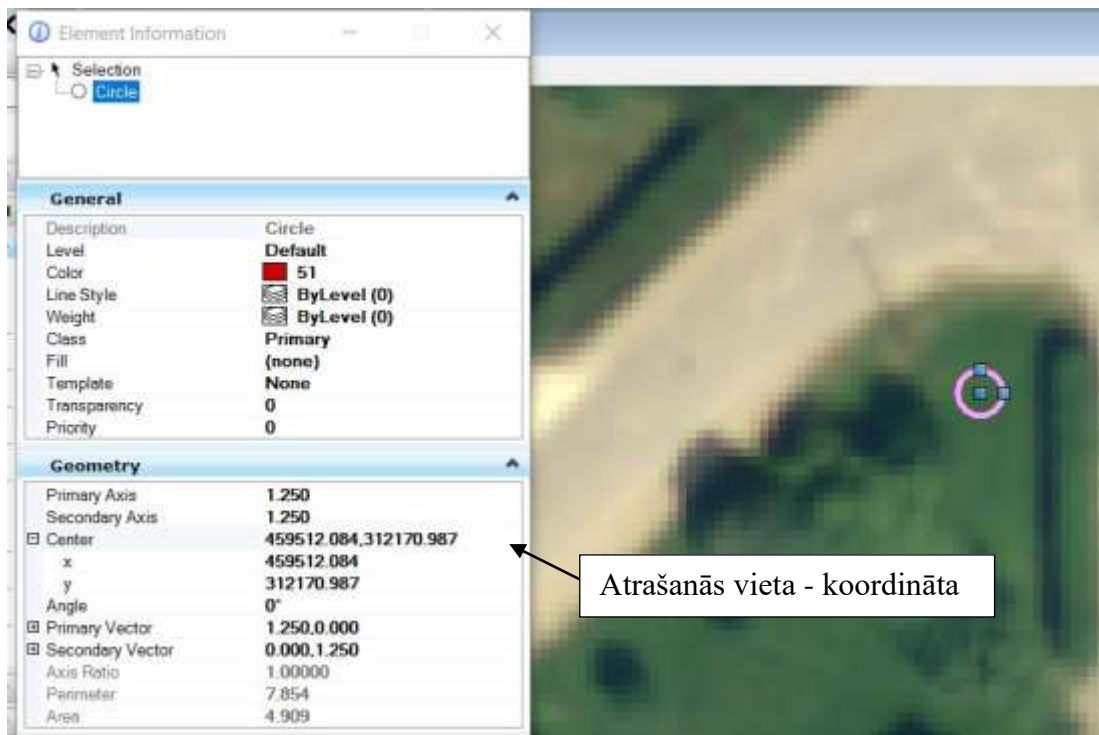 Element Information
Selection
Circle
General
Description Circle
Level Default
Color 51
Line Style ByLevel (0)
Weight ByLevel (0)
Class Primary
Fill (none)
Template None
Transparency 0
Priority 0
Geometry
Primary Axis 1.250
Secondary Axis 1.250
Center 459512.084,312170.987
x 459512.084
y 312170.987
Angle 0°
Primary Vector 1.250,0.000
Secondary Vector 0.000,1.250
Axis Ratio 1.00000
Perimeter 7.854
Area 4.909
Atrašanās vieta - koordināta